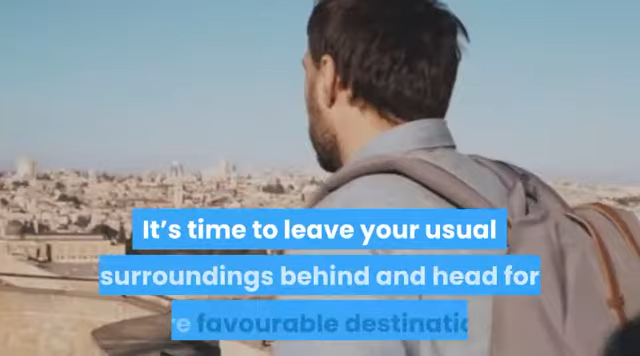 It's time to leave your usual
surroundings behind and head for
favourable